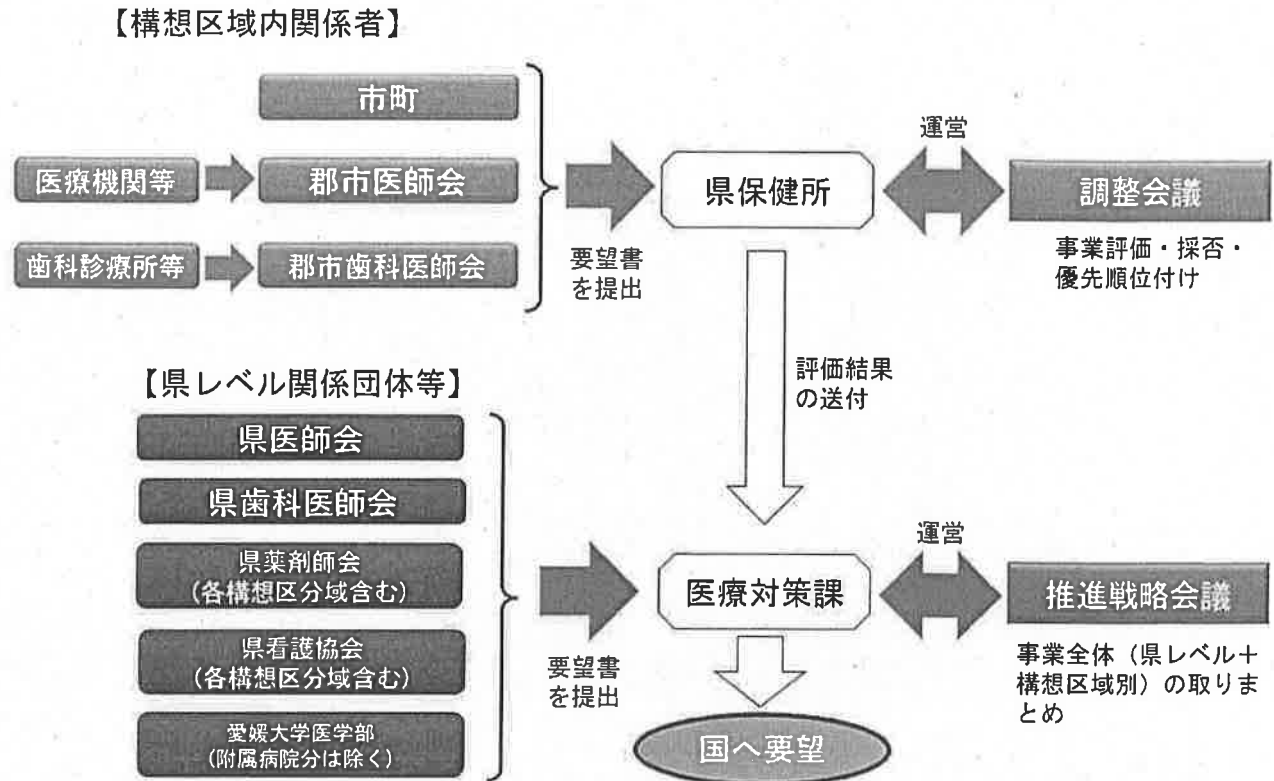 【構想区域内関係者】
市町
医療機関等
郡市医師会
歯科診療所等
郡市歯科医師会
要望書
を提出
県保健所
運営
調整会議
事業評価・採否・
優先順位付け
評価結果
の送付
【県レベル関係団体等】
県医師会
県歯科医師会
県薬剤師会
(各構想区分域含む)
県看護協会
(各構想区分域含む)
愛媛大学医学部
(附属病院分は除く)
要望書
を提出
医療対策課
運営
推進戦略会議
事業全体（県レベル＋
構想区域別）の取りま
とめ
国へ要望